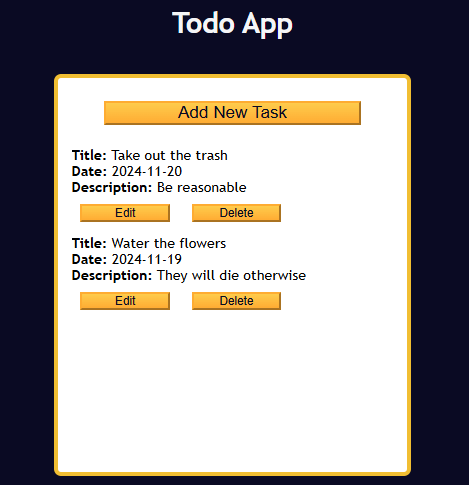 Todo App
Add New Task
Title: Take out the trash
Date: 2024-11-20
Description: Be reasonable
Edit Delete
Title: Water the flowers
Date: 2024-11-19
Description: They will die otherwise
Edit Delete